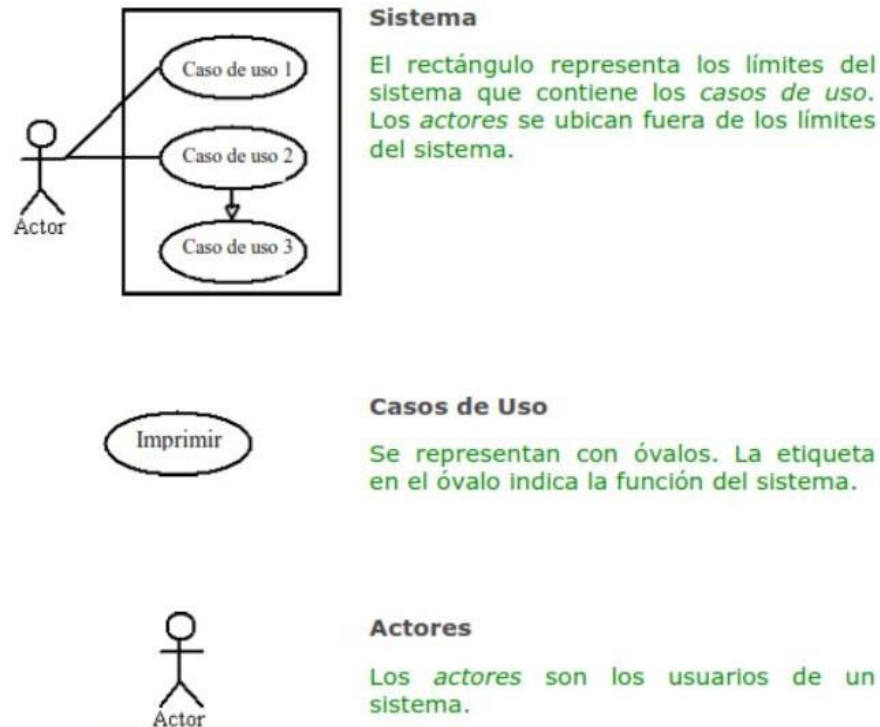 Sistema
Caso de uso 1
El rectángulo representa los límites del
sistema que contiene los casos de uso.
Los actores se ubican fuera de los límites
del sistema.
Caso de uso 2
Actor
Caso de uso 3
Casos de Uso
Imprimir
Se representan con óvalos. La etiqueta
en el óvalo indica la función del sistema.
Actores
Los actores son los usuarios de un
sistema.
Actor